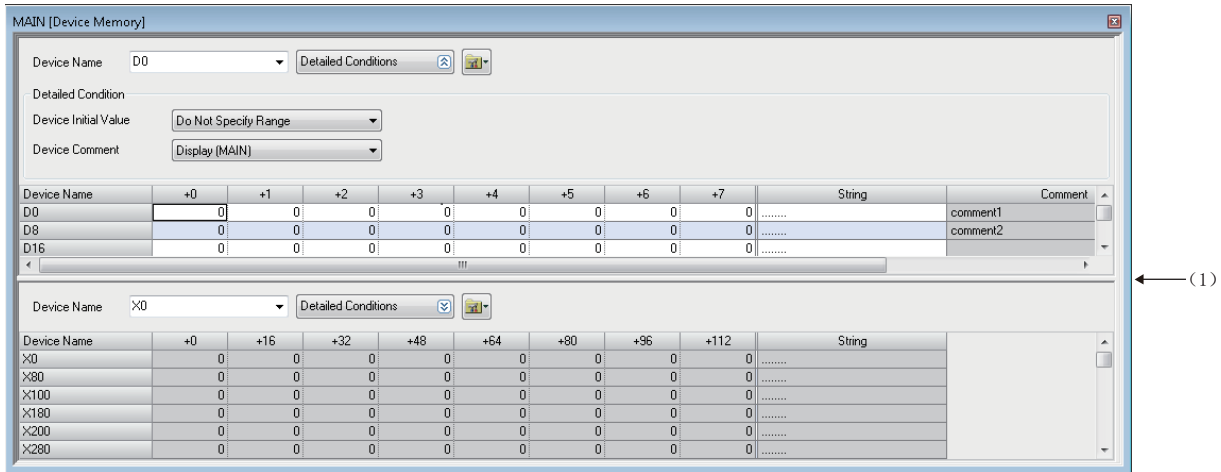 MAIN [Device Memory]
Device Name D0 Detailed Conditions
Detailed Condition
Device Initial Value Do Not Specify Range
Device Comment Display (MAIN)
Device Name +0 +1 +2 +3 +4 +5 +6 +7 String Comment
D0 0 0 0 0 0 0 0 0 ........ comment1
D8 0 0 0 0 0 0 0 0 ........ comment2
D16 0 0 0 0 0 0 0 0 ........
(1)
Device Name X0 Detailed Conditions
Device Name +0 +16 +32 +48 +64 +80 +96 +112 String
X0 0 0 0 0 0 0 0 0 ........
X80 0 0 0 0 0 0 0 0 ........
X100 0 0 0 0 0 0 0 0 ........
X180 0 0 0 0 0 0 0 0 ........
X200 0 0 0 0 0 0 0 0 ........
X280 0 0 0 0 0 0 0 0 ........